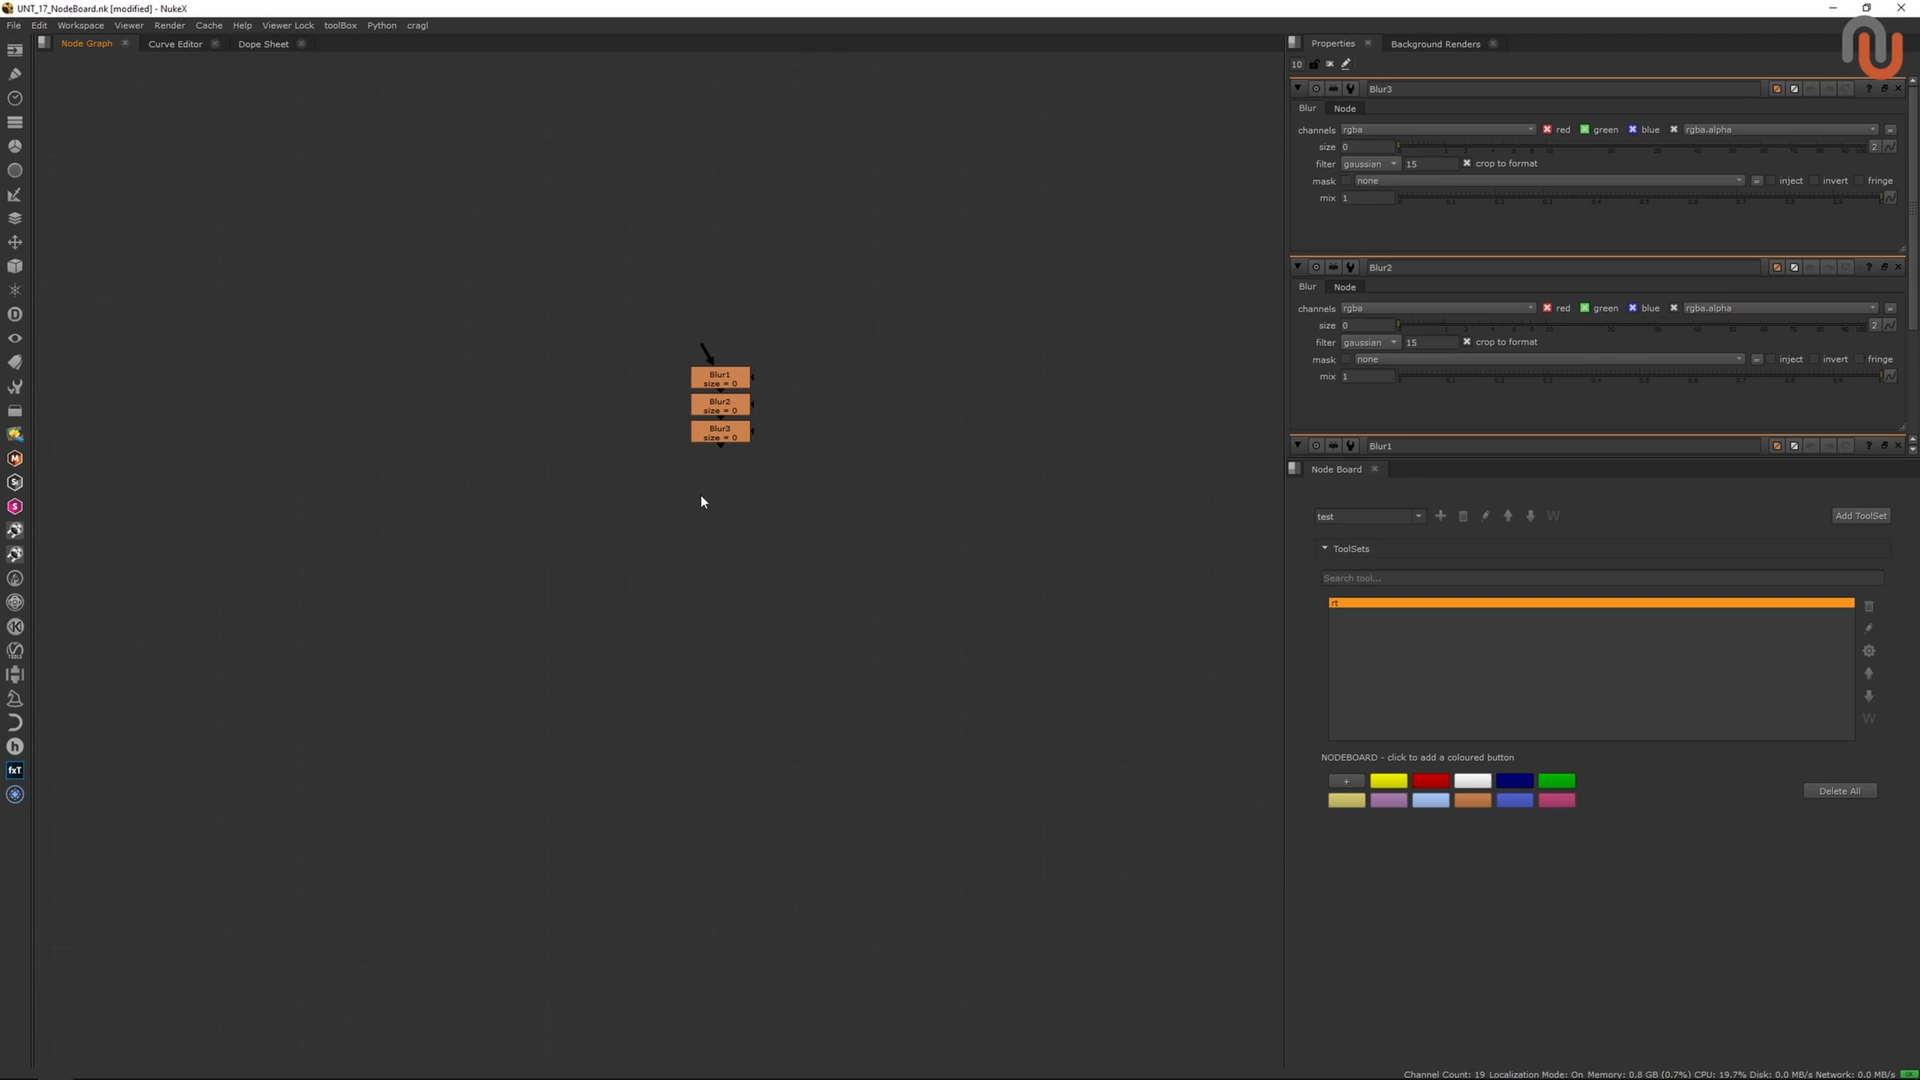 UNT_17_NodeBoard.nk [modified] - NukeX
File Edit Workspace Viewer Render Cache Help Viewer Lock toolBox Python cragl
Node Graph Curve Editor Dope Sheet
Properties Background Renders
10
Blur3
Blur Node
channels rgba red green blue rgba.alpha
size 0 2
filter gaussian 15 crop to format
mask none inject invert fringe
mix 1
Blur2
Blur Node
channels rgba red green blue rgba.alpha
size 0 2
filter gaussian 15 crop to format
mask none inject invert fringe
mix 1
Blur1
Blur1
size = 0
Blur2
size = 0
Blur3
size = 0
Node Board
test W Add ToolSet
ToolSets
Search tool...
rt
W
NODEBOARD - click to add a coloured button
+
Delete All
Channel Count: 19 Localization Mode: On Memory: 0.8 GB (0.7%) CPU: 19.7% Disk: 0.0 MB/s Network: 0.0 MB/s